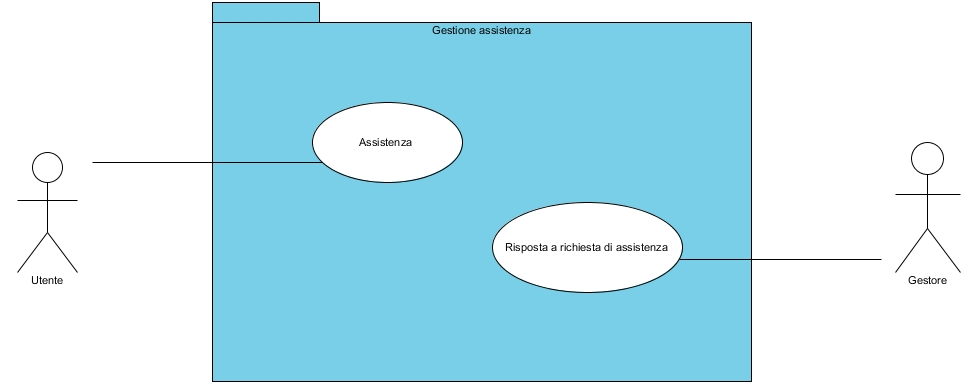 Gestione assistenza
Assistenza
Risposta a richiesta di assistenza
Utente
Gestore